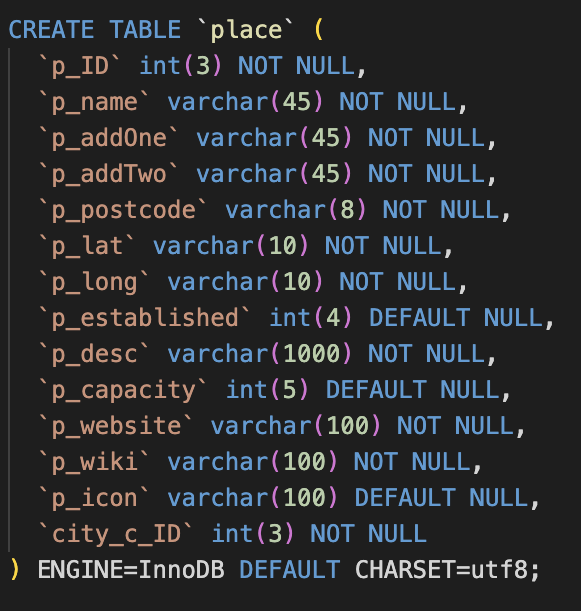 CREATE TABLE `place` (
`p_ID` int(3) NOT NULL,
`p_name` varchar(45) NOT NULL,
`p_addOne` varchar(45) NOT NULL,
`p_addTwo` varchar(45) NOT NULL,
`p_postcode` varchar(8) NOT NULL,
`p_lat` varchar(10) NOT NULL,
`p_long` varchar(10) NOT NULL,
`p_established` int(4) DEFAULT NULL,
`p_desc` varchar(1000) NOT NULL,
`p_capacity` int(5) DEFAULT NULL,
`p_website` varchar(100) NOT NULL,
`p_wiki` varchar(100) NOT NULL,
`p_icon` varchar(100) DEFAULT NULL,
`city_c_ID` int(3) NOT NULL
) ENGINE=InnoDB DEFAULT CHARSET=utf8;